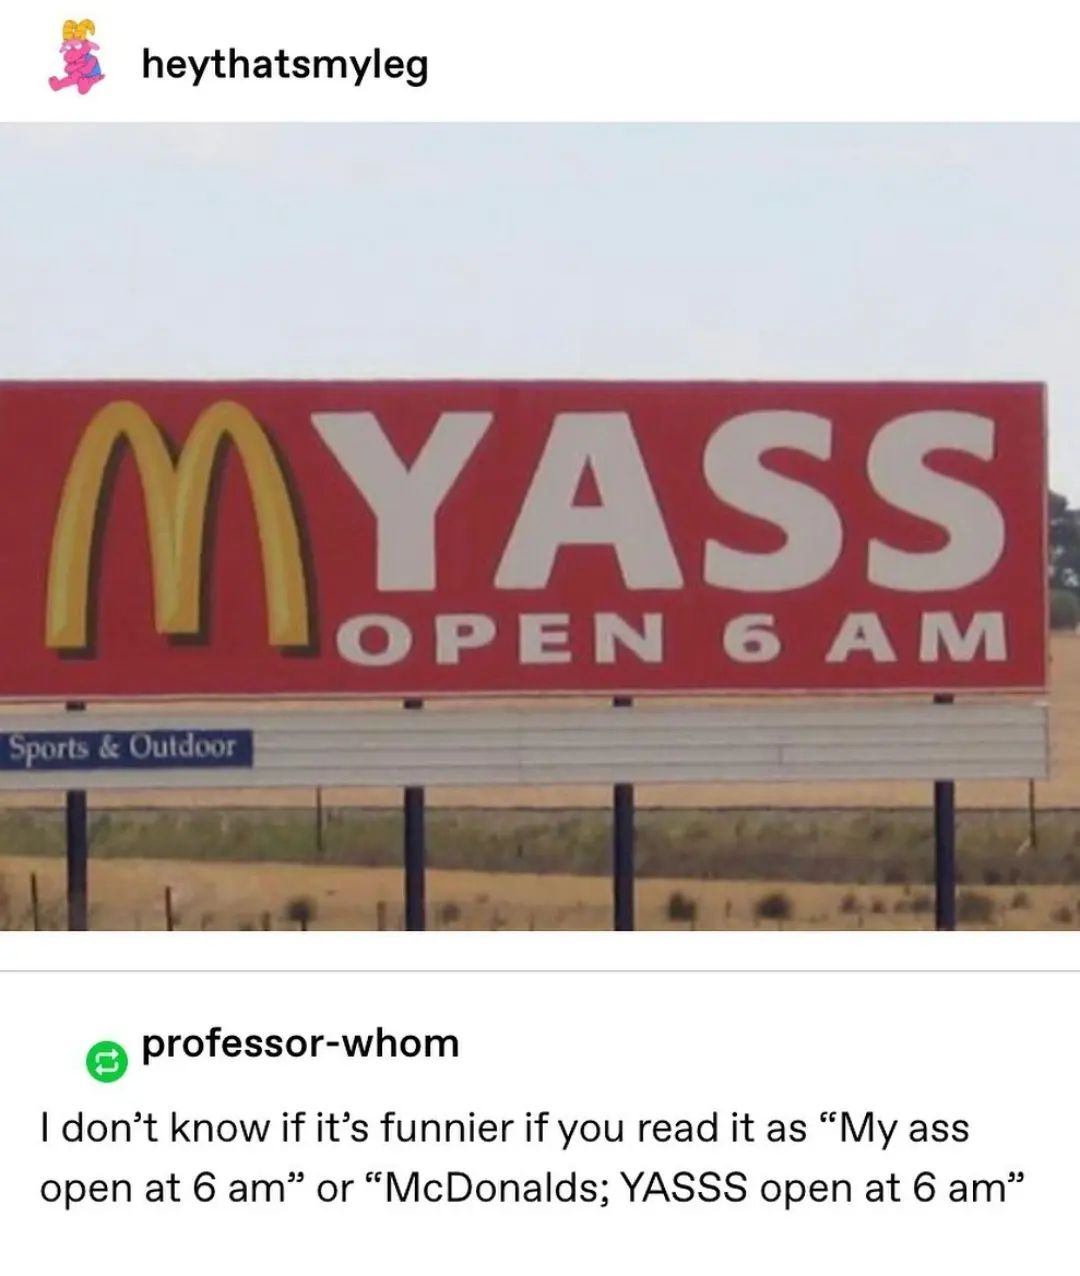 heythatsmyleg
MYASS
OPEN 6 AM
Sports & Outdoor
professor-whom
I don’t know if it’s funnier if you read it as “My ass
open at 6 am” or “McDonalds; YASSS open at 6 am”